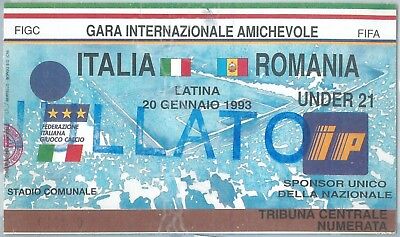 FIGC GARA INTERNAZIONALE AMICHEVOLE FIFA
ITALIA ROMANIA
LATINA
20 GENNAIO 1993
UNDER 21
FEDERAZIONE
ITALIANA
GIUOCO CALCIO
NULLATO
IP
STADIO COMUNALE
SPONSOR UNICO
DELLA NAZIONALE
TRIBUNA CENTRALE
NUMERATA